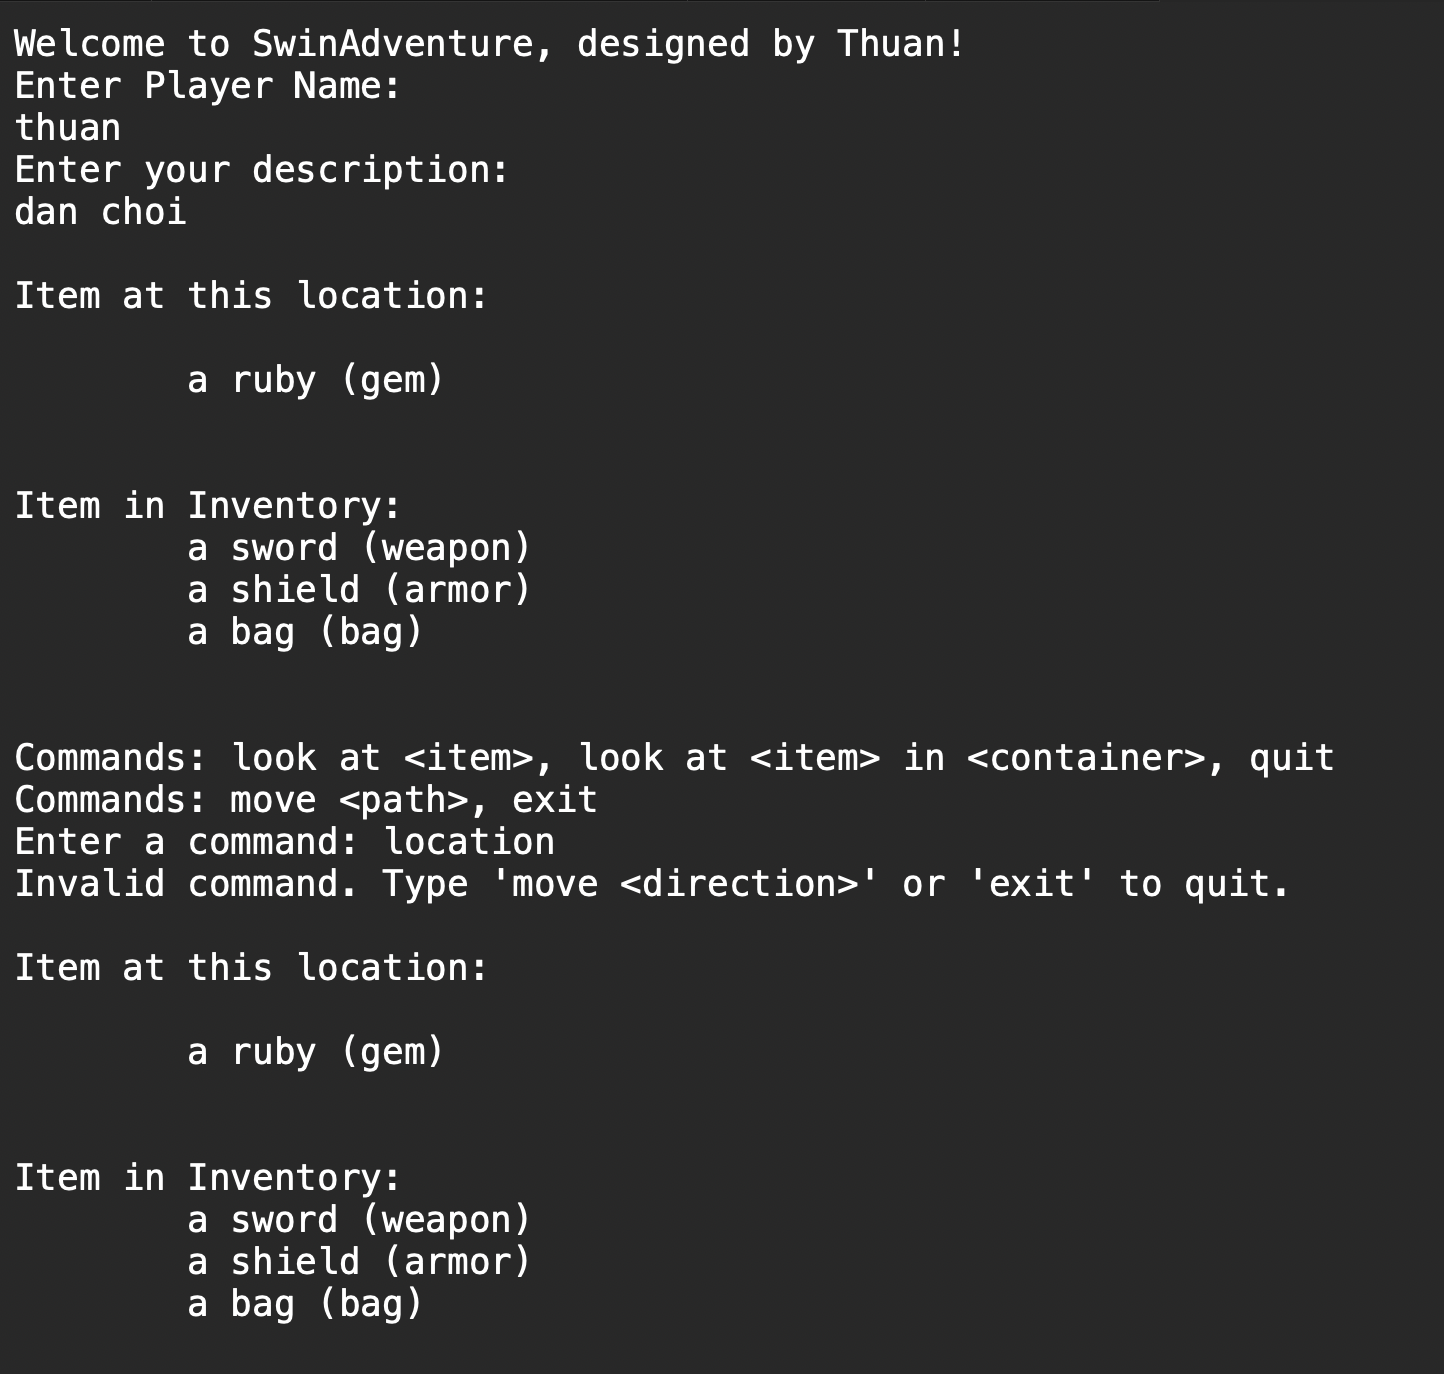 Welcome to SwinAdventure, designed by Thuan!
Enter Player Name:
thuan
Enter your description:
dan choi
Item at this location:
a ruby (gem)
Item in Inventory:
a sword (weapon)
a shield (armor)
a bag (bag)
Commands: look at <item>, look at <item> in <container>, quit
Commands: move <path>, exit
Enter a command: location
Invalid command. Type 'move <direction>' or 'exit' to quit.
Item at this location:
a ruby (gem)
Item in Inventory:
a sword (weapon)
a shield (armor)
a bag (bag)